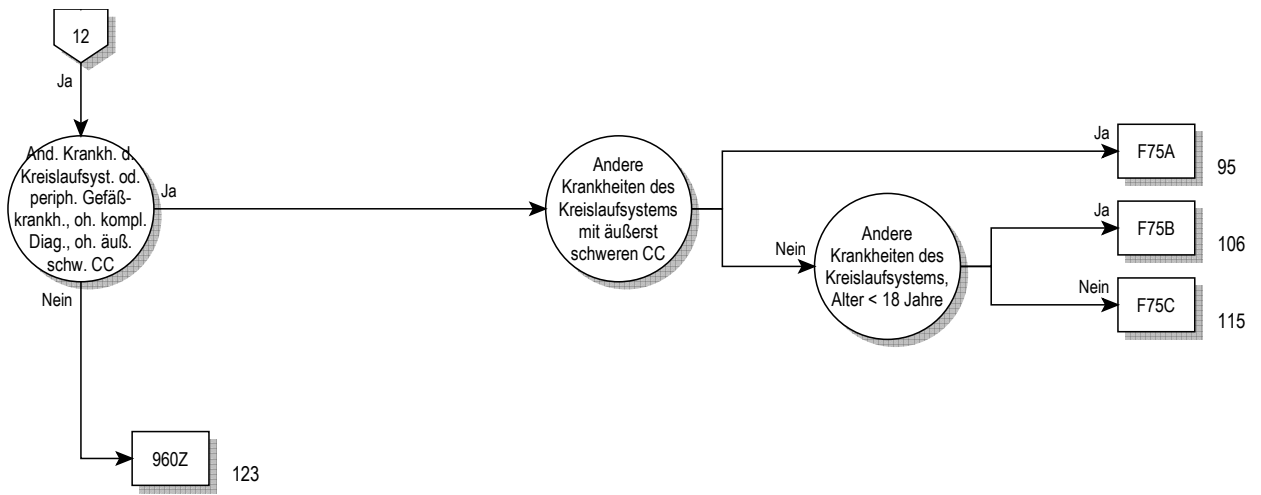 12
Ja
And. Krankh. d.
Kreislaufsyst. od.
periph. Gefäß-
krankh., oh. kompl.
Diag., oh. äuß.
schw. CC
Ja
Nein
960Z
123
Andere
Krankheiten des
Kreislaufsystems
mit äußerst
schweren CC
Ja
F75A
95
Nein
Andere
Krankheiten des
Kreislaufsystems,
Alter < 18 Jahre
Ja
F75B
106
Nein
F75C
115